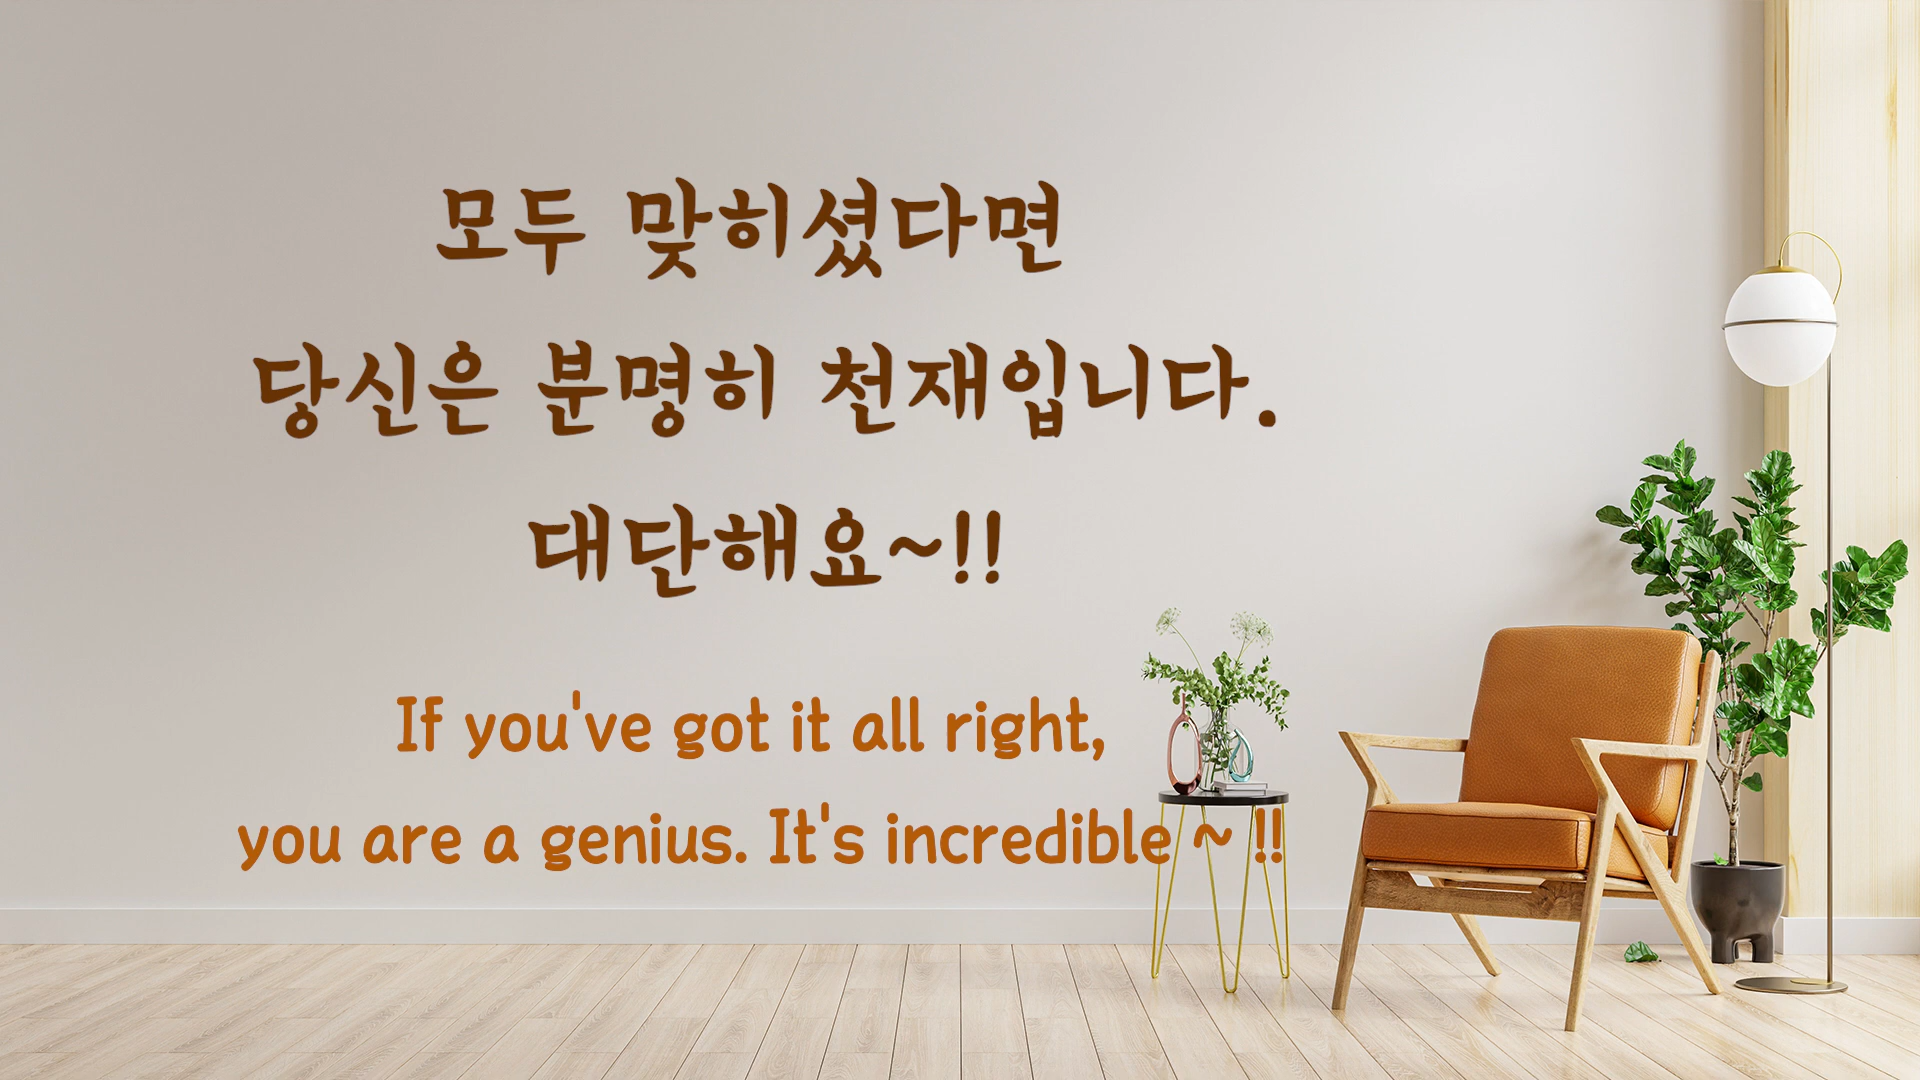 모두 맞히셨다면
당신은 분명히 천재입니다.
대단해요~!!
If you've got it all right,
you are a genius. It's incredible ~ !!